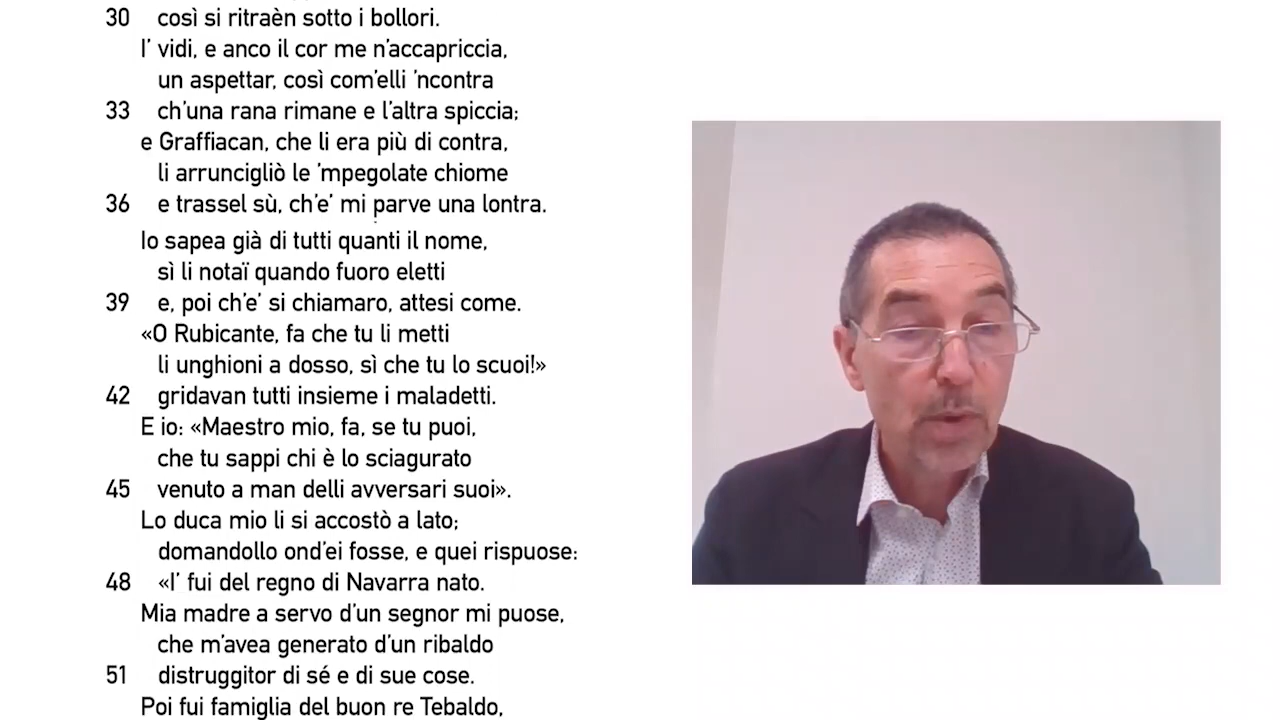 30 così si ritraèn sotto i bollori.
I’ vidi, e anco il cor me n’accapriccia,
un aspettar, così com’elli ’ncontra
33 ch’una rana rimane e l’altra spiccia;
e Graffiacan, che li era più di contra,
li arruncigliò le ’mpegolate chiome
36 e trassel sù, ch’e’ mi parve una lontra.
Io sapea già di tutti quanti il nome,
sì li notaï quando fuoro eletti
39 e, poi ch’e’ si chiamaro, attesi come.
«O Rubicante, fa che tu li metti
li unghioni a dosso, sì che tu lo scuoi!»
42 gridavan tutti insieme i maladetti.
E io: «Maestro mio, fa, se tu puoi,
che tu sappi chi è lo sciagurato
45 venuto a man delli avversari suoi».
Lo duca mio li si accostò a lato;
domandollo ond’ei fosse, e quei rispuose:
48 «I’ fui del regno di Navarra nato.
Mia madre a servo d’un segnor mi puose,
che m’avea generato d’un ribaldo
51 distruggitor di sé e di sue cose.
Poi fui famiglia del buon re Tebaldo,